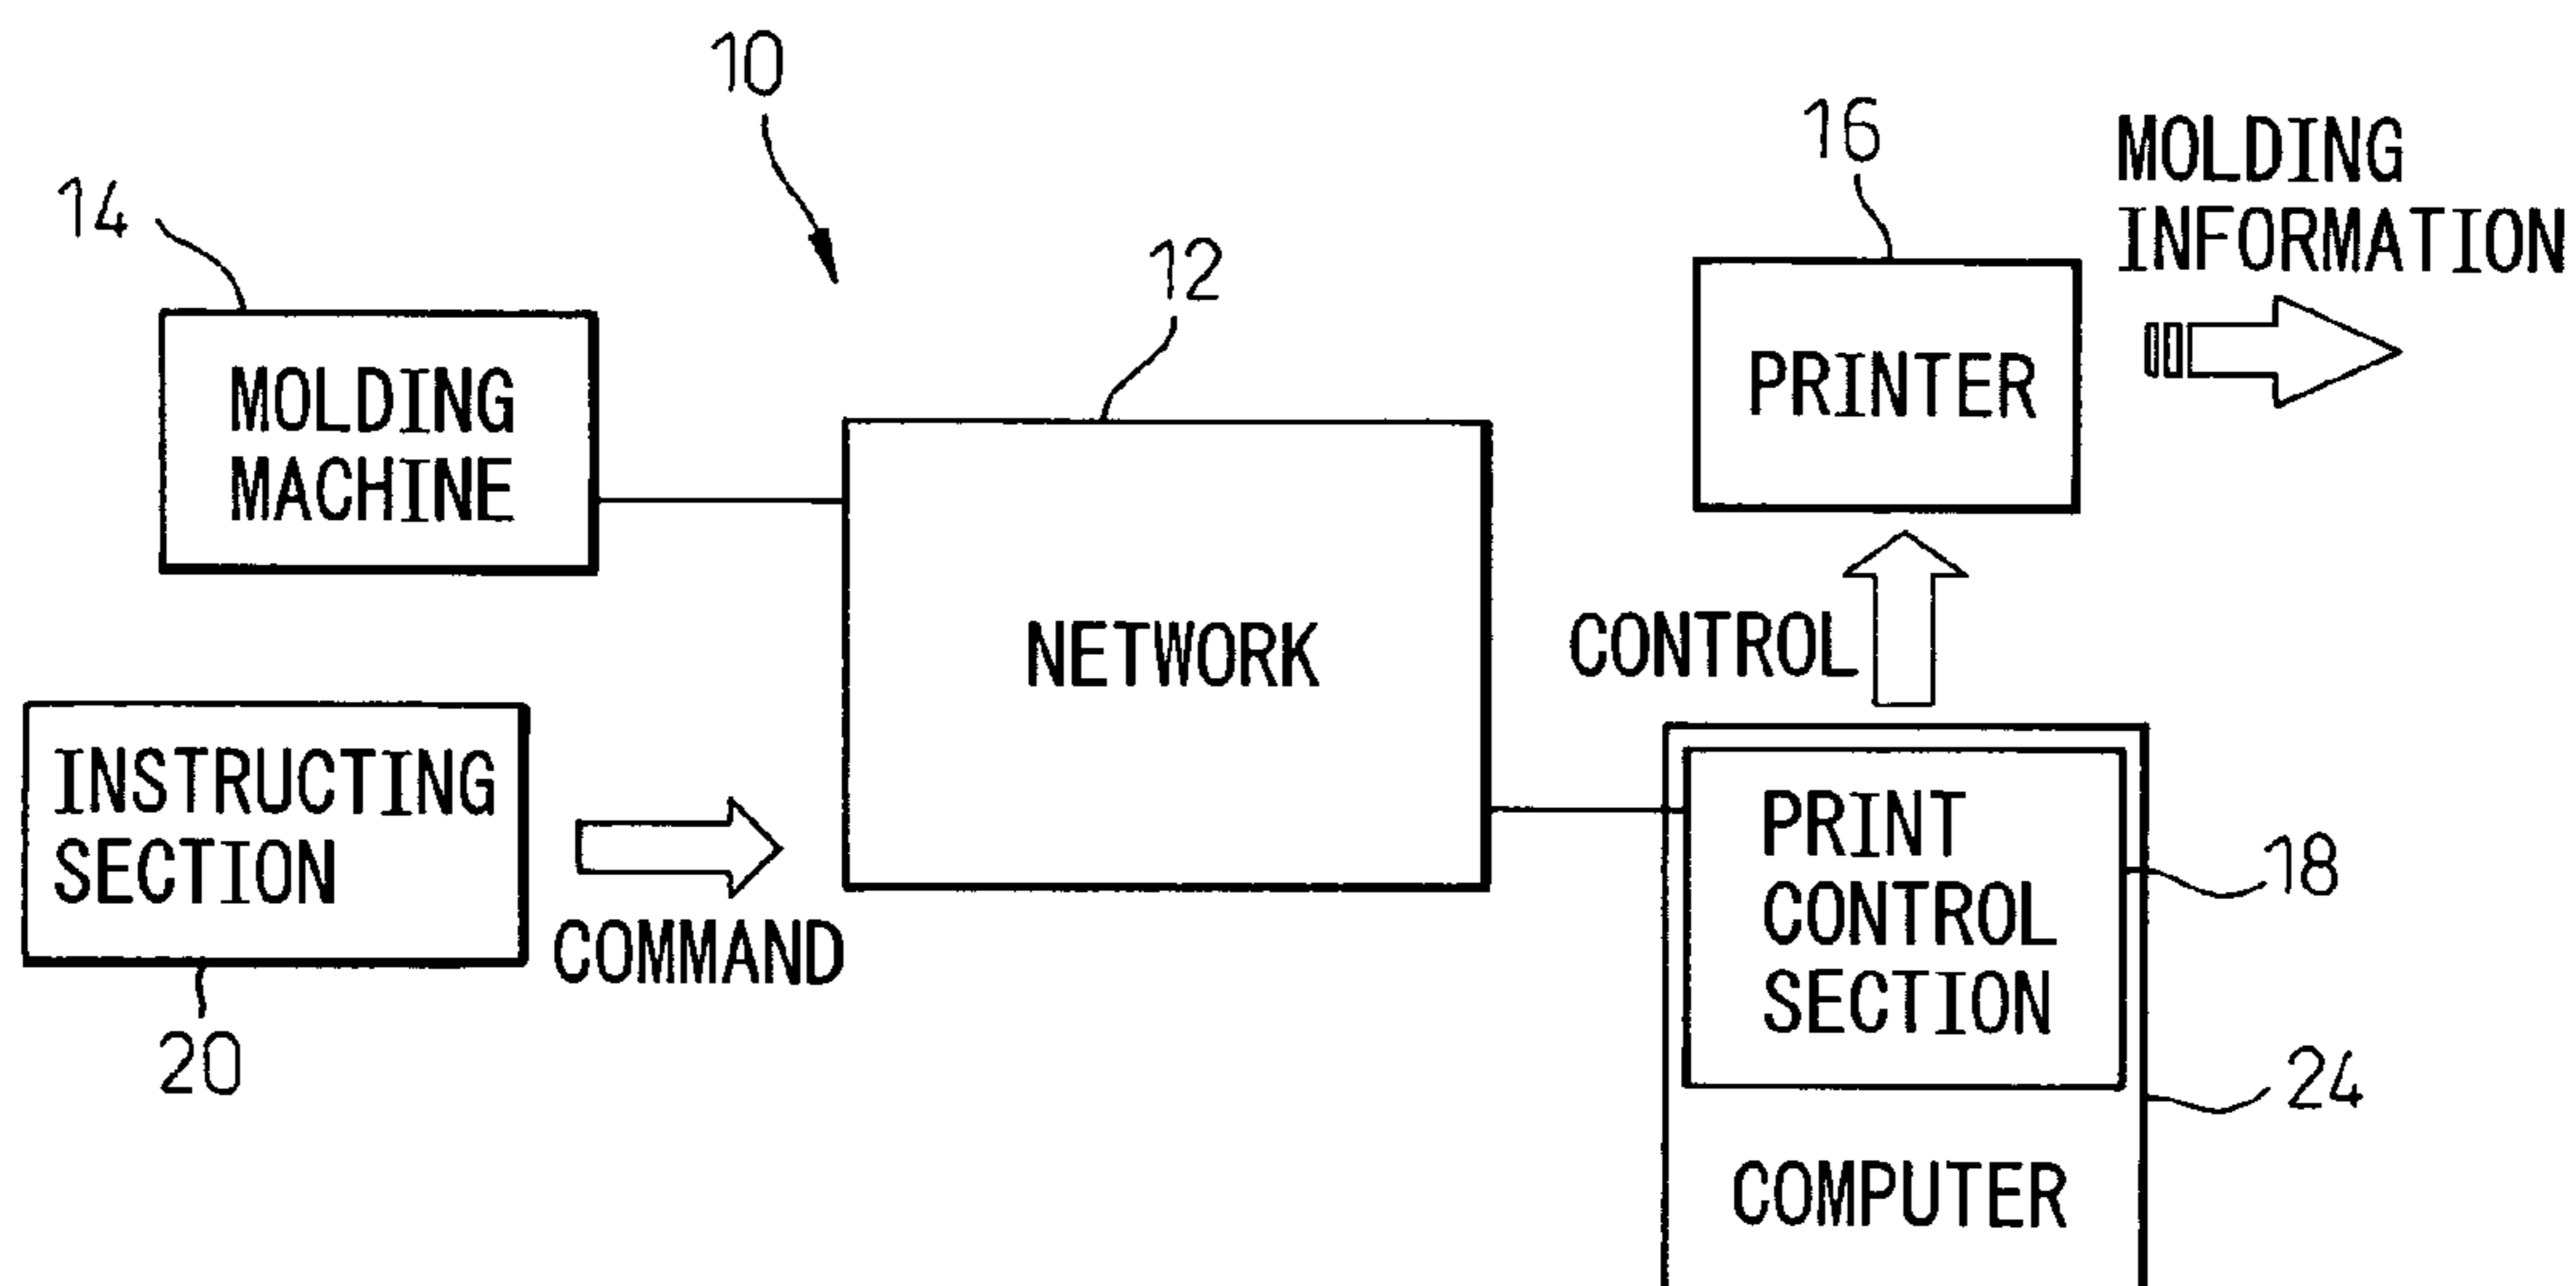 10
16
MOLDING
INFORMATION
14
12
MOLDING
MACHINE
PRINTER
NETWORK
CONTROL
INSTRUCTING
SECTION
COMMAND
20
PRINT
CONTROL
SECTION
18
24
COMPUTER